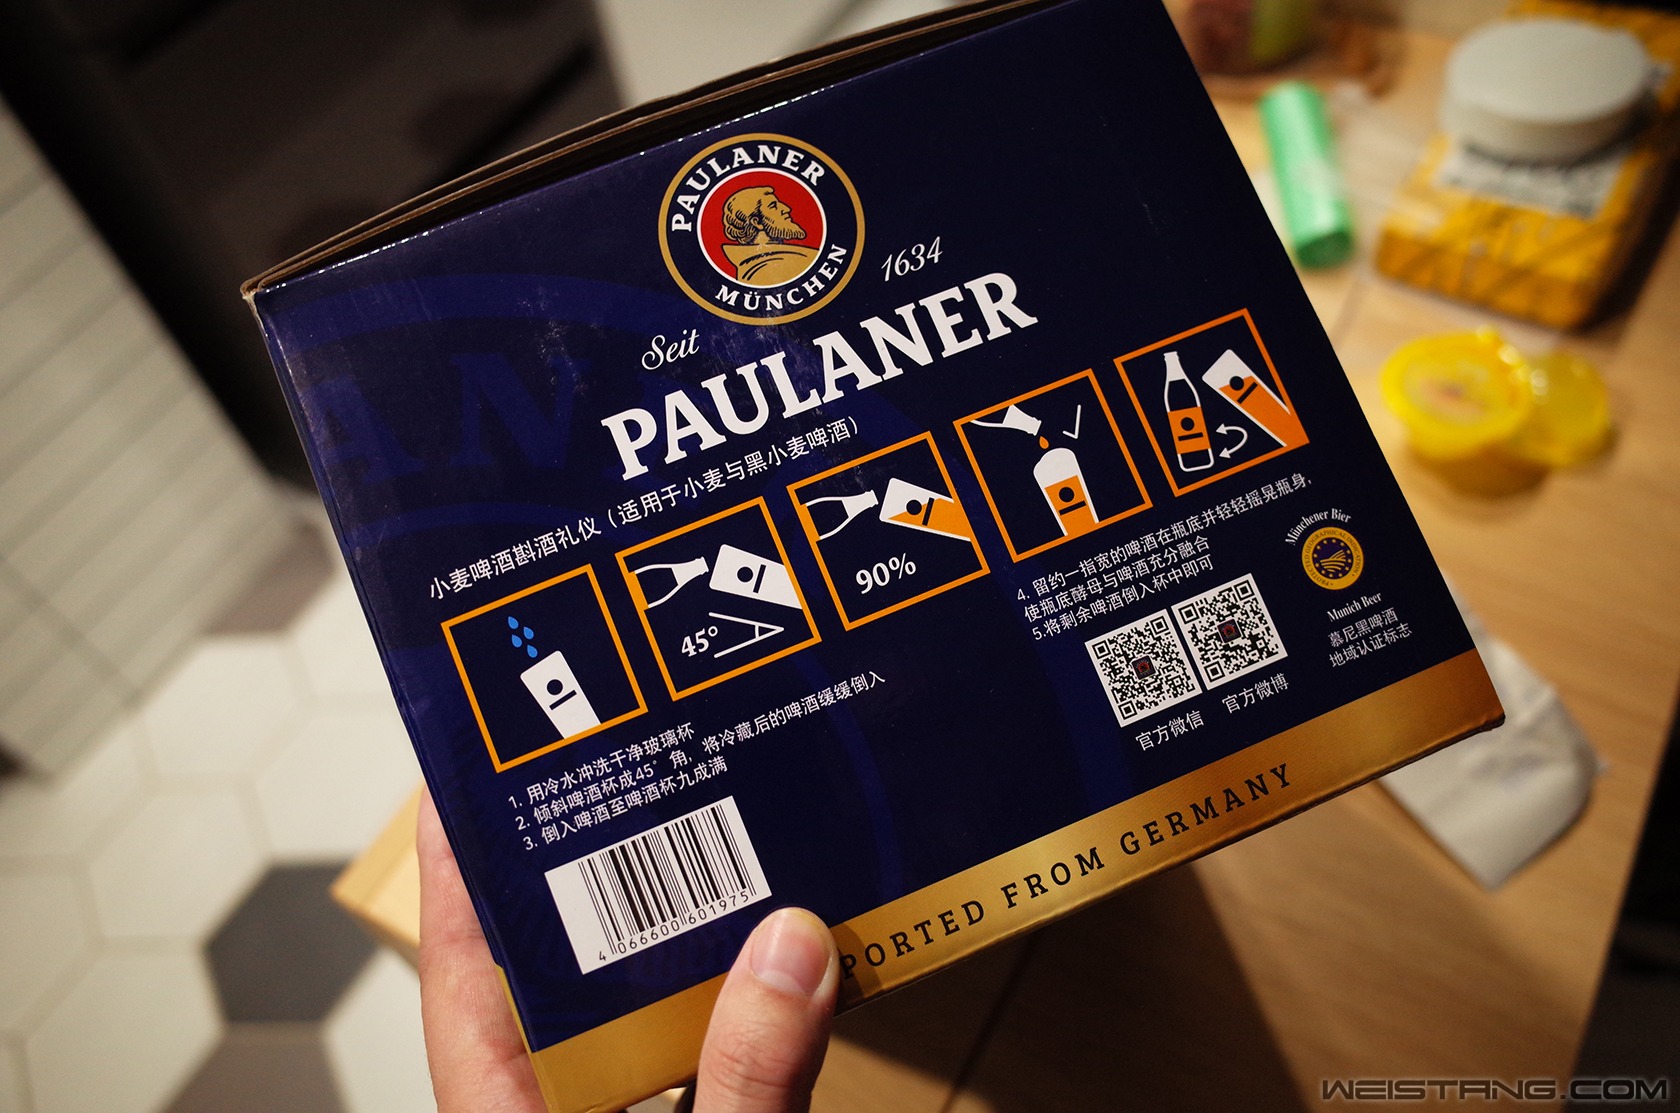 PAULANER
MÜNCHEN
Seit 1634
PAULANER
小麦啤酒斟酒礼仪（适用于小麦与黑小麦啤酒）
45°
90%
1. 用冷水冲洗干净玻璃杯
2. 倾斜啤酒杯成45°角，将冷藏后的啤酒缓缓倒入
3. 倒入啤酒至啤酒杯九成满
4. 留约一指宽的啤酒在瓶底并轻轻摇晃瓶身，
使瓶底酵母与啤酒充分融合
5.将剩余啤酒倒入杯中即可
官方微信
官方微博
Münchener Bier
Munich Beer
慕尼黑啤酒
地域认证标志
4 066600 601975
PORTED FROM GERMANY
WEISTANG.COM